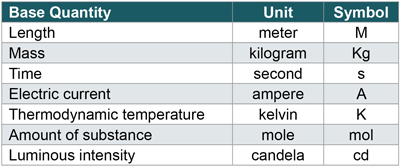 Base Quantity Unit Symbol
Length meter M
Mass kilogram Kg
Time second s
Electric current ampere A
Thermodynamic temperature kelvin K
Amount of substance mole mol
Luminous intensity candela cd